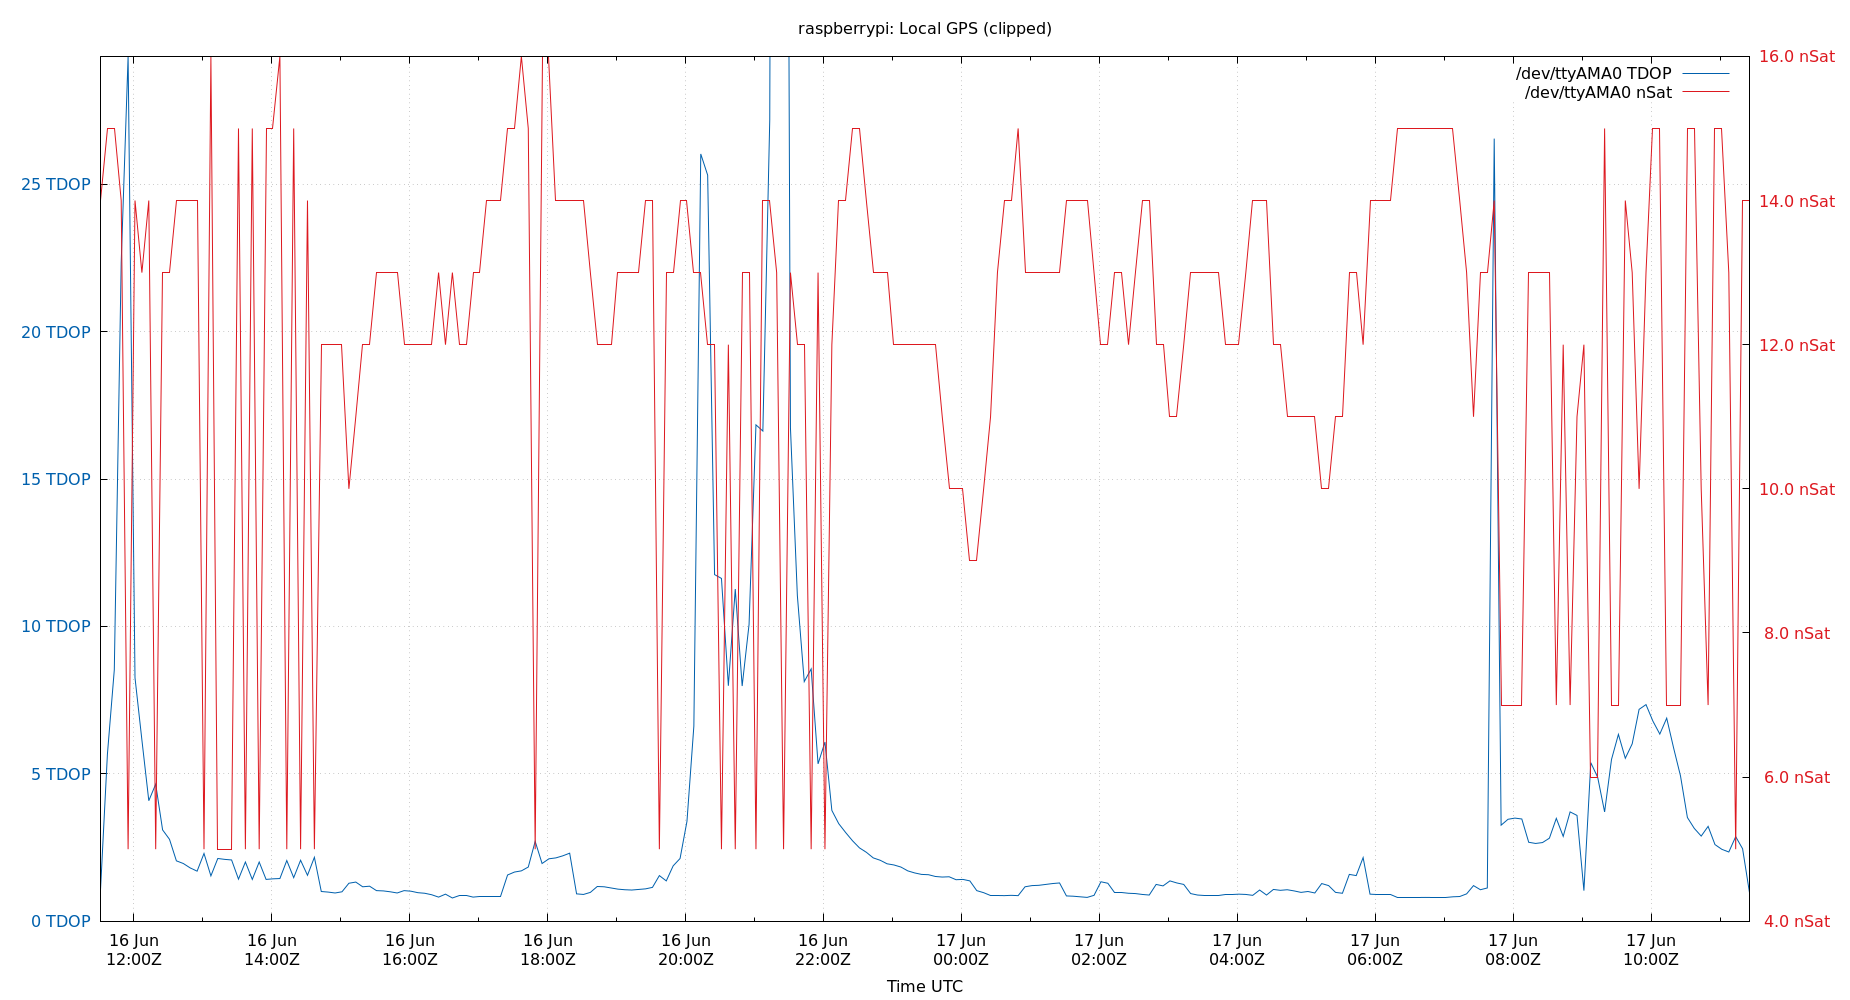 raspberrypi: Local GPS (clipped)
16.0 nSat
/dev/ttyAMA0 TDOP
/dev/ttyAMA0 nSat
25 TDOP
14.0 nSat
20 TDOP
12.0 nSat
15 TDOP
10.0 nSat
10 TDOP
8.0 nSat
5 TDOP
6.0 nSat
0 TDOP
4.0 nSat
16 Jun 16 Jun 16 Jun 16 Jun 16 Jun 16 Jun 17 Jun 17 Jun 17 Jun 17 Jun 17 Jun 17 Jun
12:00Z 14:00Z 16:00Z 18:00Z 20:00Z 22:00Z 00:00Z 02:00Z 04:00Z 06:00Z 08:00Z 10:00Z
Time UTC